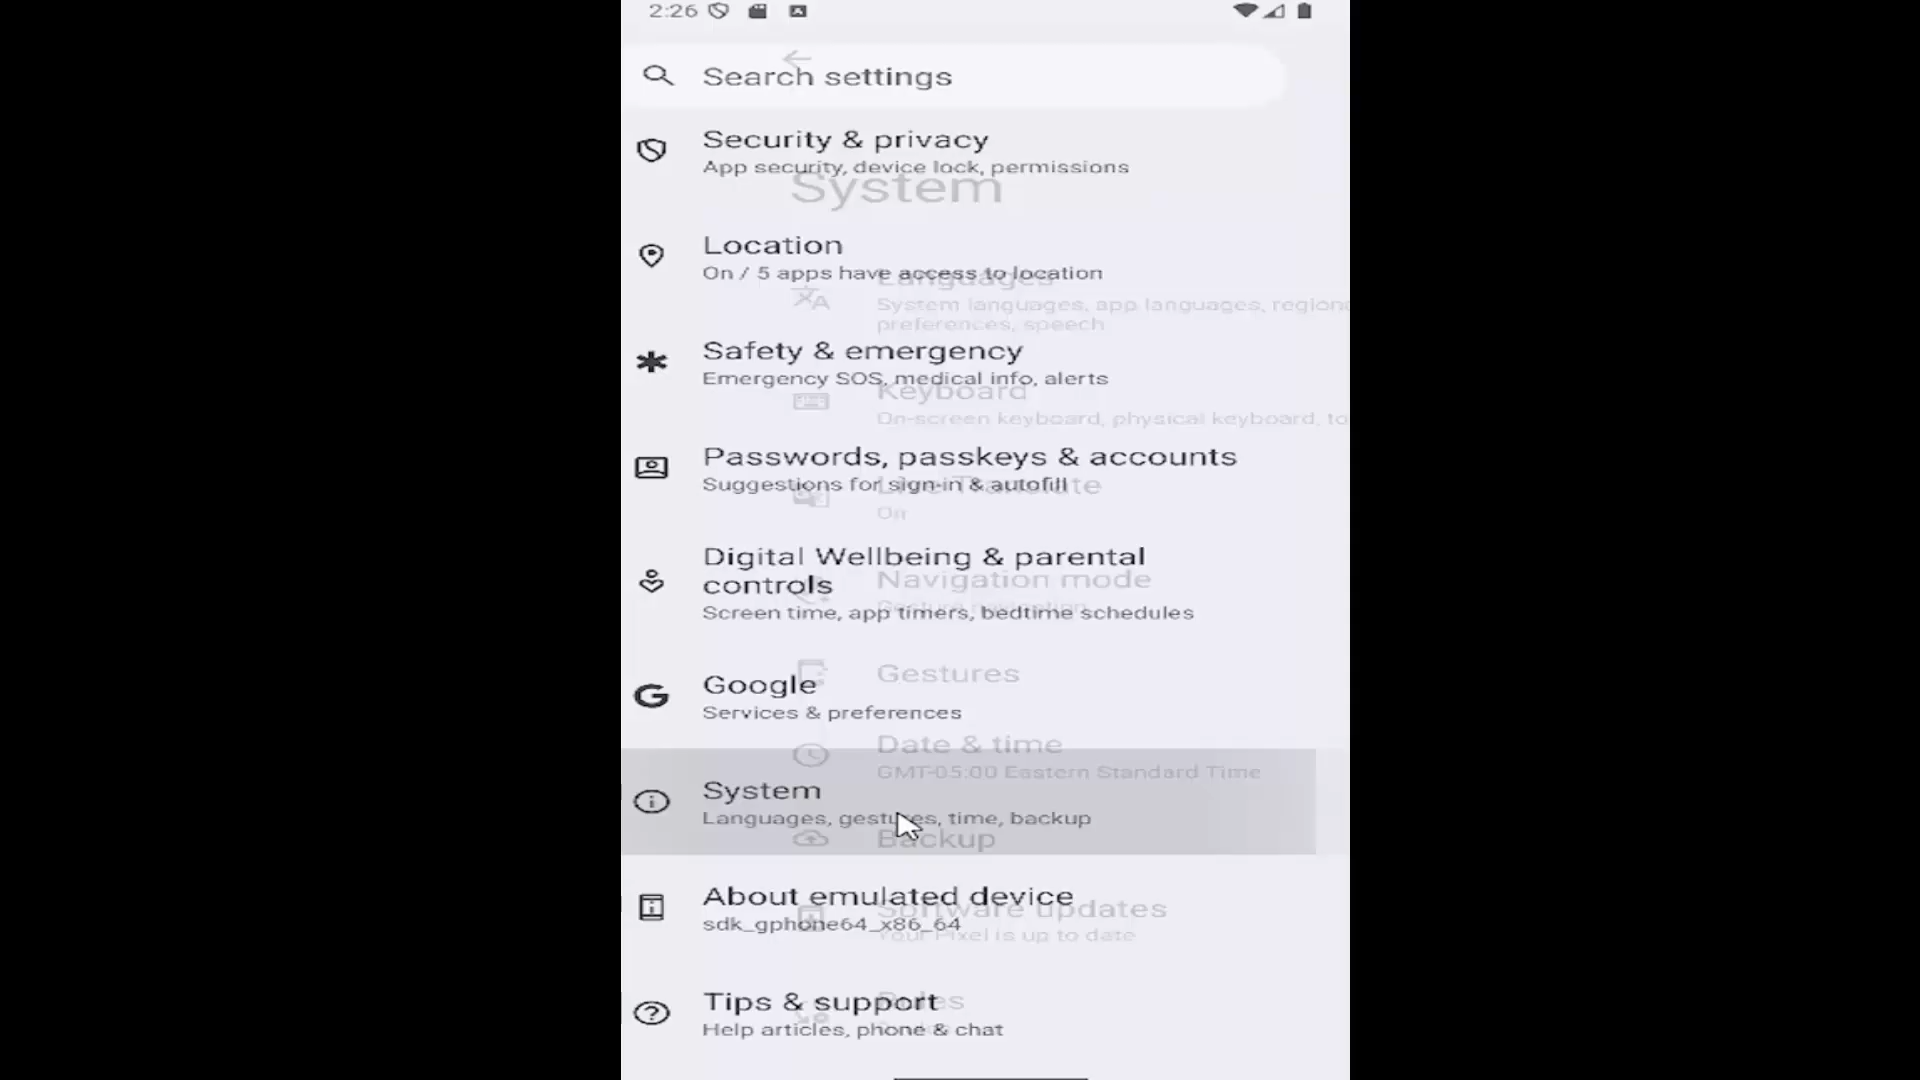 2:26
Search settings
Security & privacy
App security, device lock, permissions
System
Location
On / 5 apps have access to location
Languages
System languages, app languages, region
preferences, speech
Safety & emergency
Emergency SOS, medical info, alerts
Keyboard
On-screen keyboard, physical keyboard, to
Passwords, passkeys & accounts
Suggestions for sign-in & autofill
Live Translate
On
Digital Wellbeing & parental
controls
Navigation mode
Gesture navigation
Screen time, app timers, bedtime schedules
Gestures
Google
Services & preferences
Date & time
GMT-05:00 Eastern Standard Time
System
Languages, gestures, time, backup
Backup
About emulated device
sdk_gphone64_x86_64
Software updates
Your Pixel is up to date
Tips & support
Rules
Help articles, phone & chat